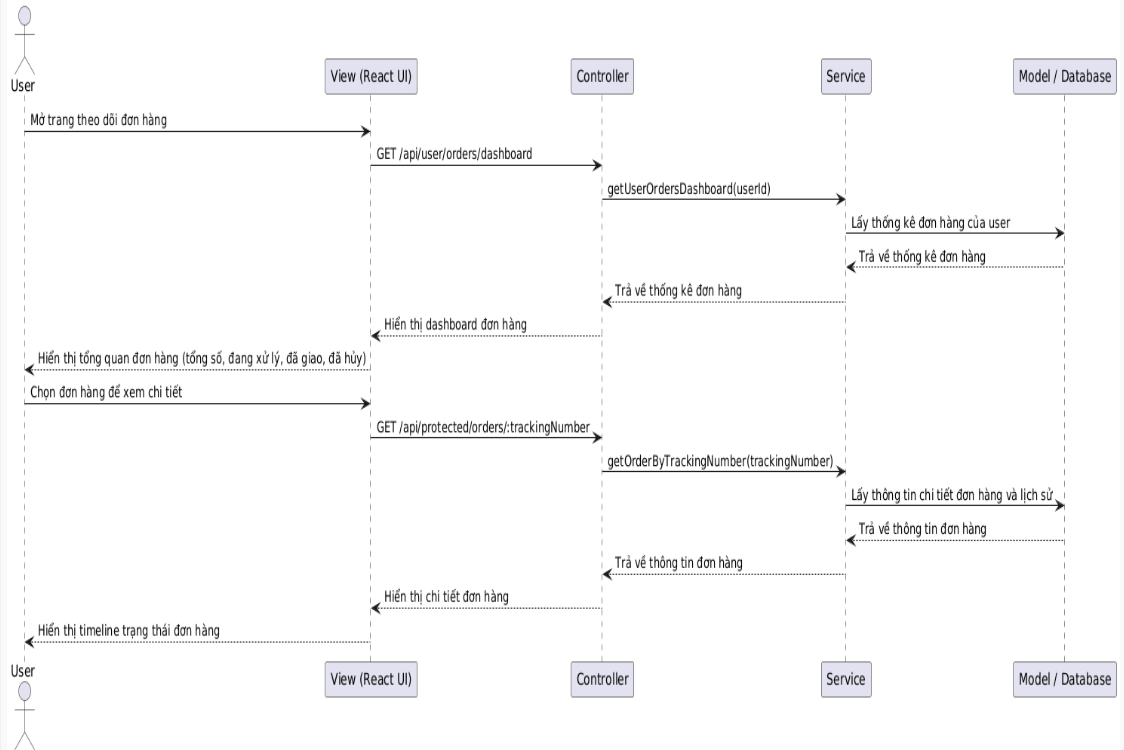 User
View (React UI)
Controller
Service
Model / Database
Mở trang theo dõi đơn hàng
GET /api/user/orders/dashboard
getUserOrdersDashboard(userId)
Lấy thống kê đơn hàng của user
Trả về thống kê đơn hàng
Trả về thống kê đơn hàng
Hiển thị dashboard đơn hàng
Hiển thị tổng quan đơn hàng (tổng số, đang xử lý, đã giao, đã hủy)
Chọn đơn hàng để xem chi tiết
GET /api/protected/orders/:trackingNumber
getOrderByTrackingNumber(trackingNumber)
Lấy thông tin chi tiết đơn hàng và lịch sử
Trả về thông tin đơn hàng
Trả về thông tin đơn hàng
Hiển thị chi tiết đơn hàng
Hiển thị timeline trạng thái đơn hàng
User
View (React UI)
Controller
Service
Model / Database